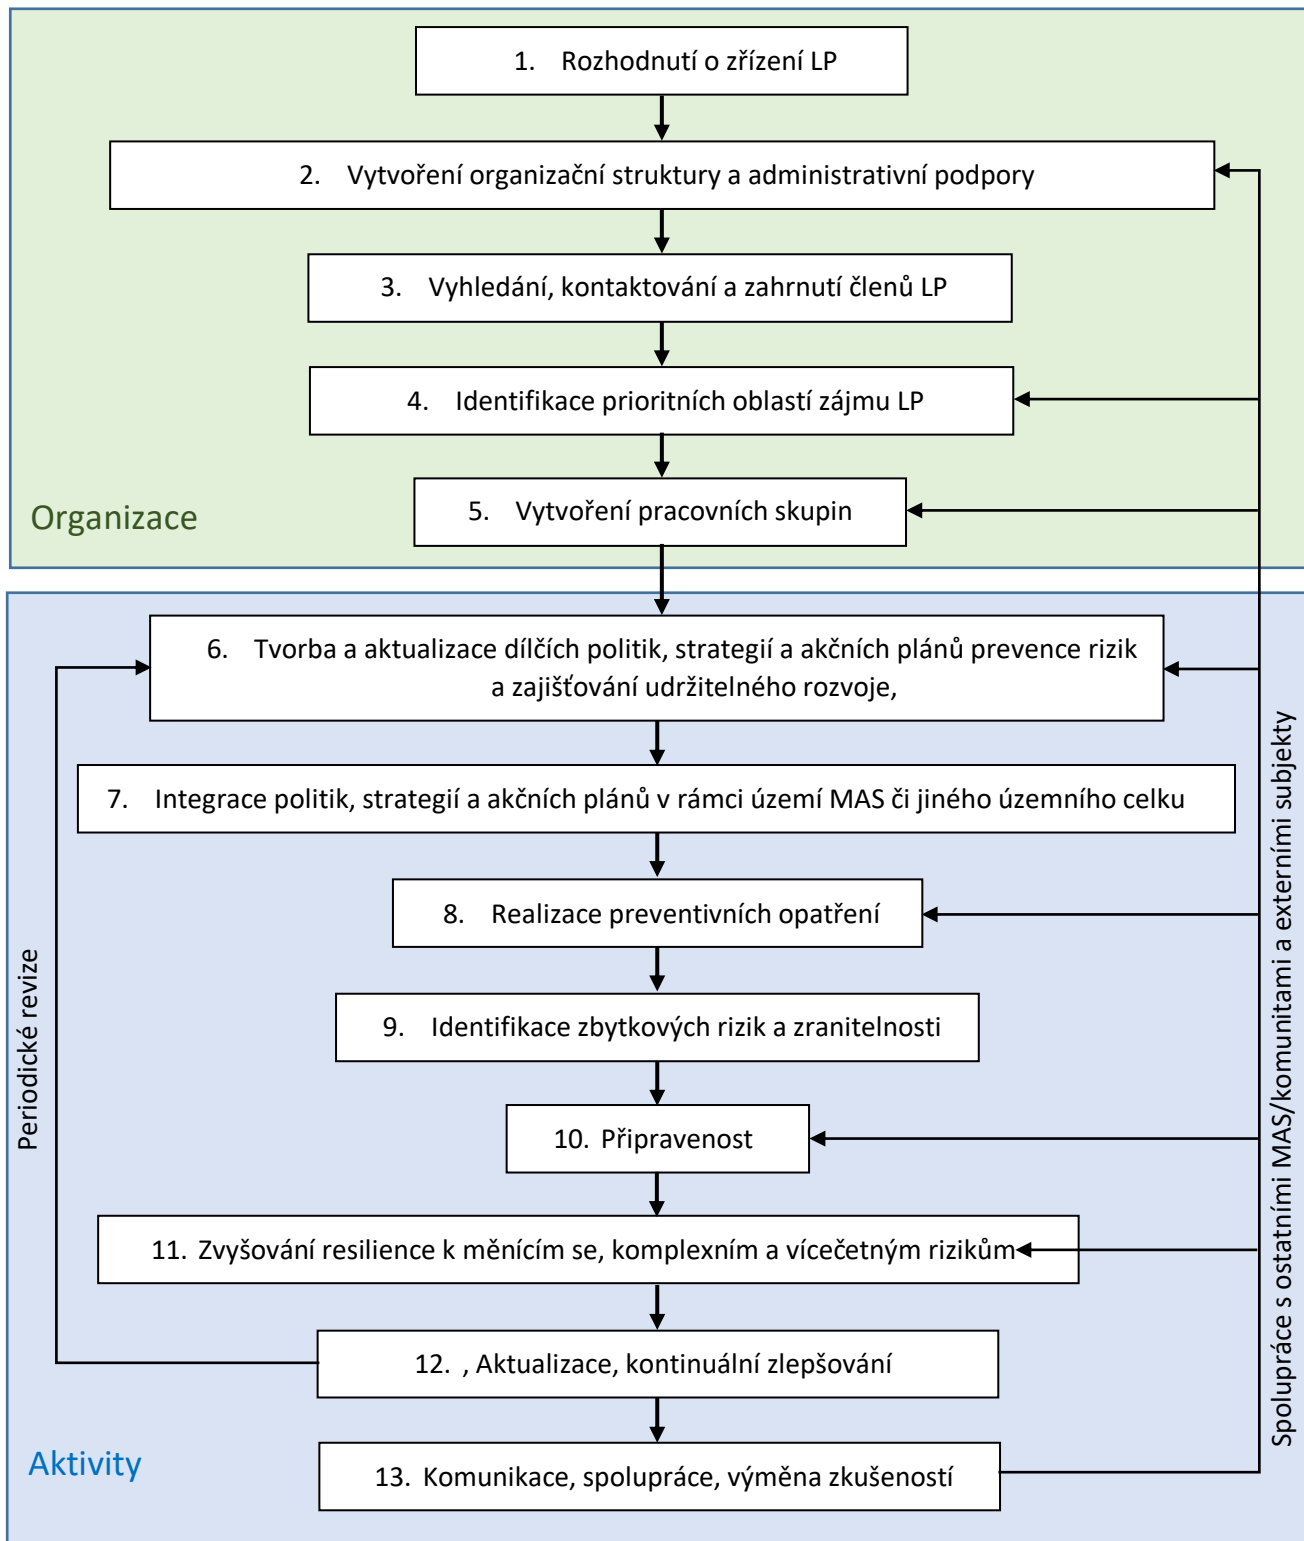 1. Rozhodnutí o zřízení LP
2. Vytvoření organizační struktury a administrativní podpory
3. Vyhledání, kontaktování a zahrnutí členů LP
4. Identifikace prioritních oblastí zájmu LP
5. Vytvoření pracovních skupin
Organizace
6. Tvorba a aktualizace dílčích politik, strategií a akčních plánů prevence rizik
a zajišťování udržitelného rozvoje,
7. Integrace politik, strategií a akčních plánů v rámci území MAS či jiného územního celku
8. Realizace preventivních opatření
9. Identifikace zbytkových rizik a zranitelnosti
10. Připravenost
11. Zvyšování resilience k měnícím se, komplexním a vícečetným rizikům
12. , Aktualizace, kontinuální zlepšování
13. Komunikace, spolupráce, výměna zkušeností
Aktivity
Periodické revize
Spolupráce s ostatními MAS/komunitami a externími subjekty